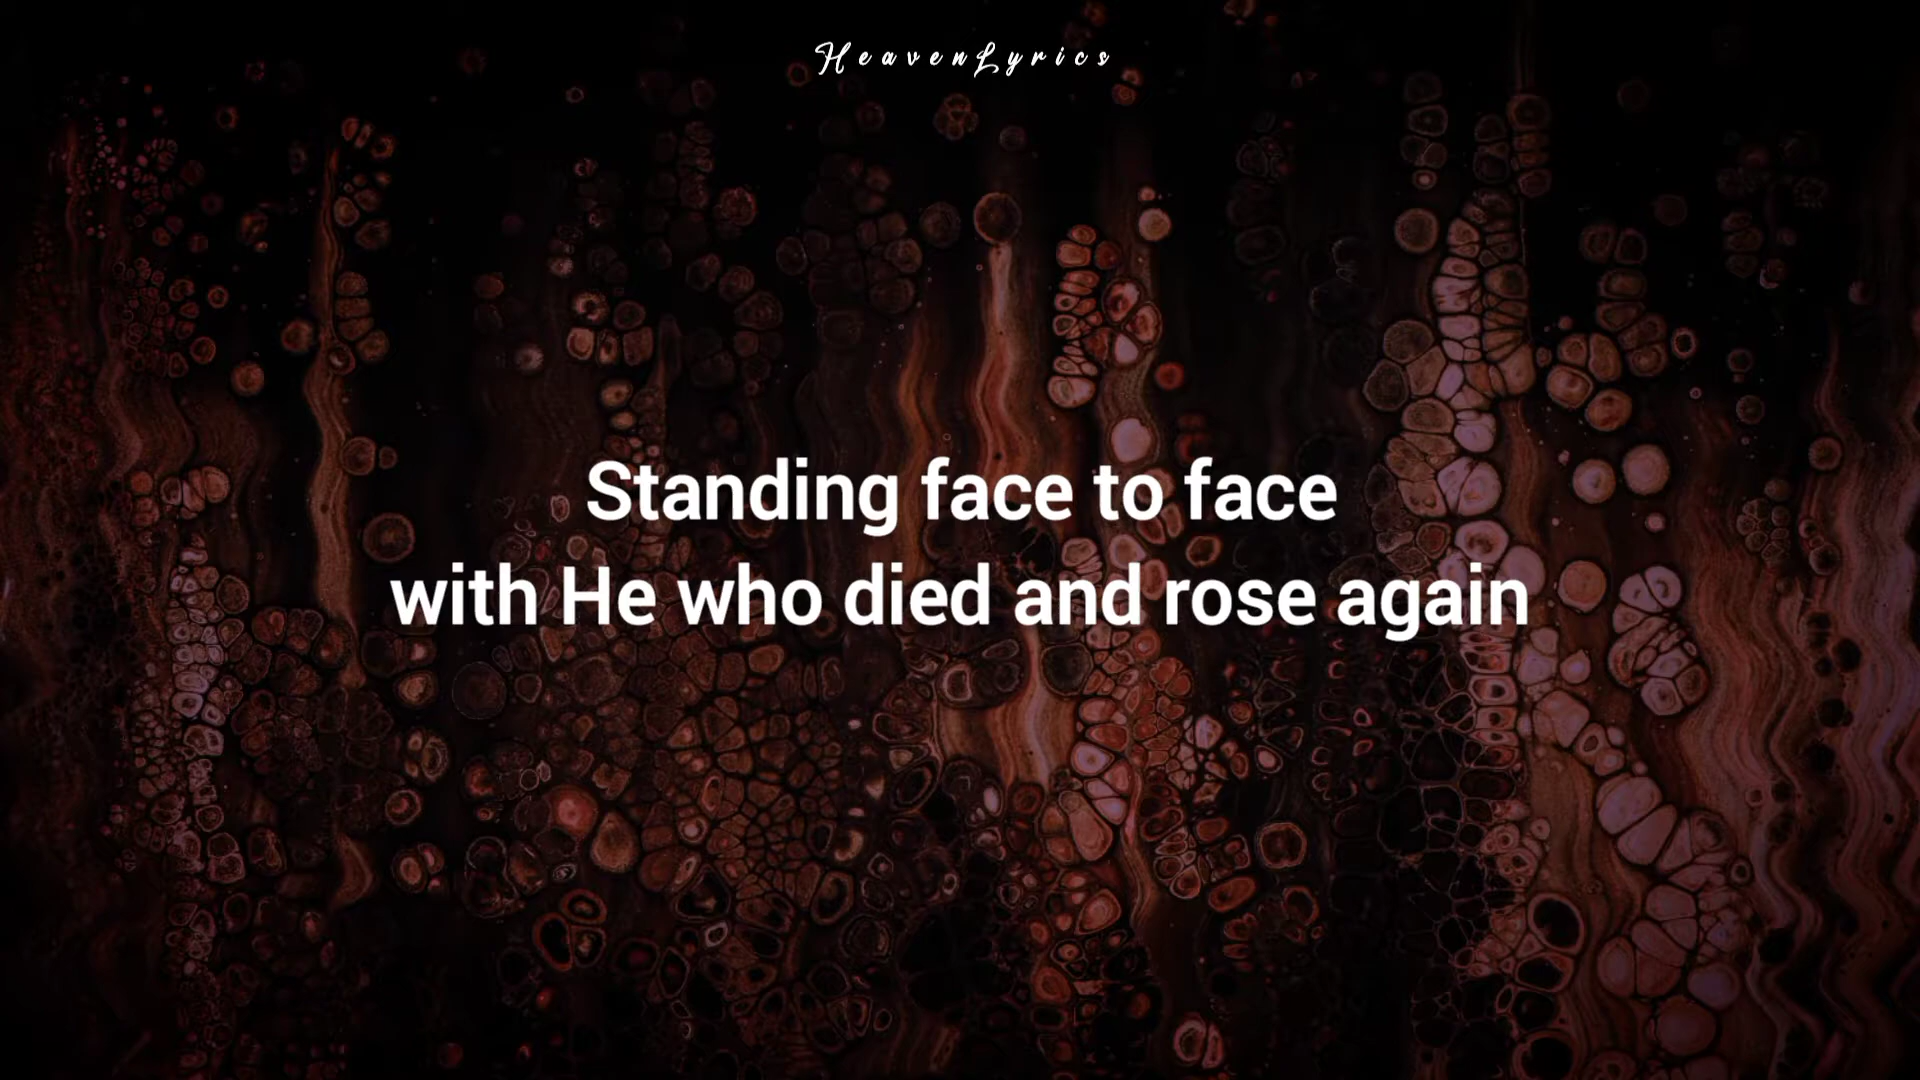 HeavenLyrics
Standing face to face
with He who died and rose again